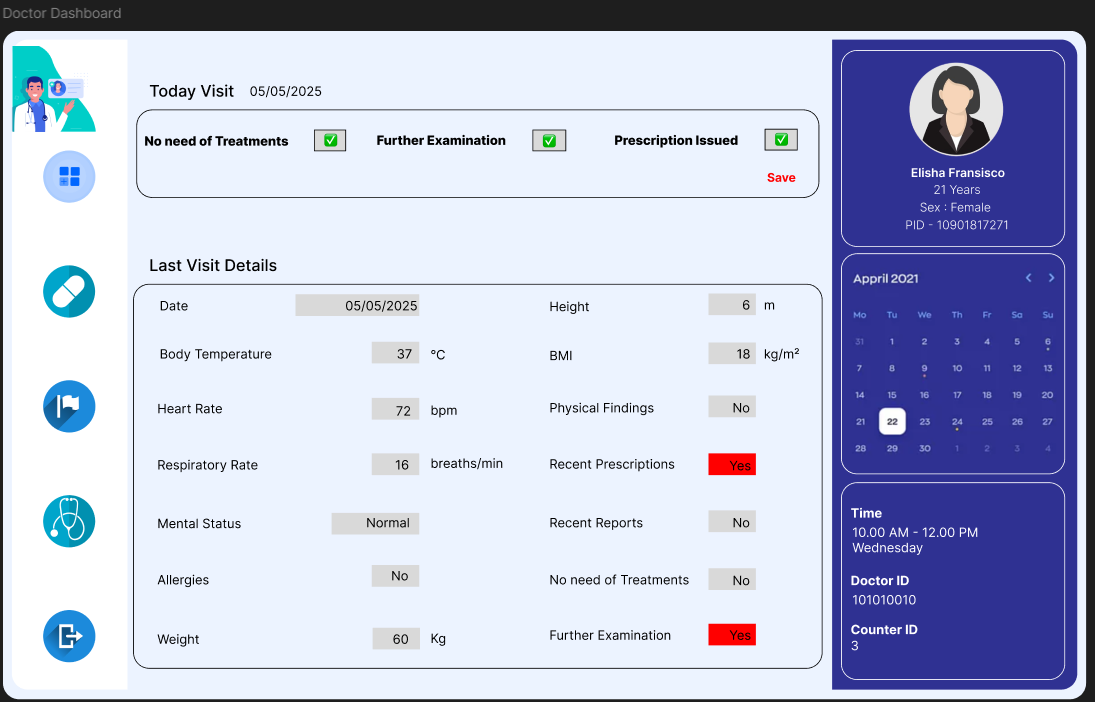 Doctor Dashboard
Today Visit 05/05/2025
No need of Treatments Further Examination Prescription Issued
Save
Last Visit Details
Date 05/05/2025
Body Temperature 37 °C
Heart Rate 72 bpm
Respiratory Rate 16 breaths/min
Mental Status Normal
Allergies No
Weight 60 Kg
Height 6 m
BMI 18 kg/m²
Physical Findings No
Recent Prescriptions Yes
Recent Reports No
No need of Treatments No
Further Examination Yes
Elisha Fransisco
21 Years
Sex : Female
PID - 10901817271
Appril 2021
Mo Tu We Th Fr Sa Su
31 1 2 3 4 5 6
7 8 9 10 11 12 13
14 15 16 17 18 19 20
21 22 23 24 25 26 27
28 29 30 1 2 3 4
Time
10.00 AM - 12.00 PM
Wednesday
Doctor ID
101010010
Counter ID
3